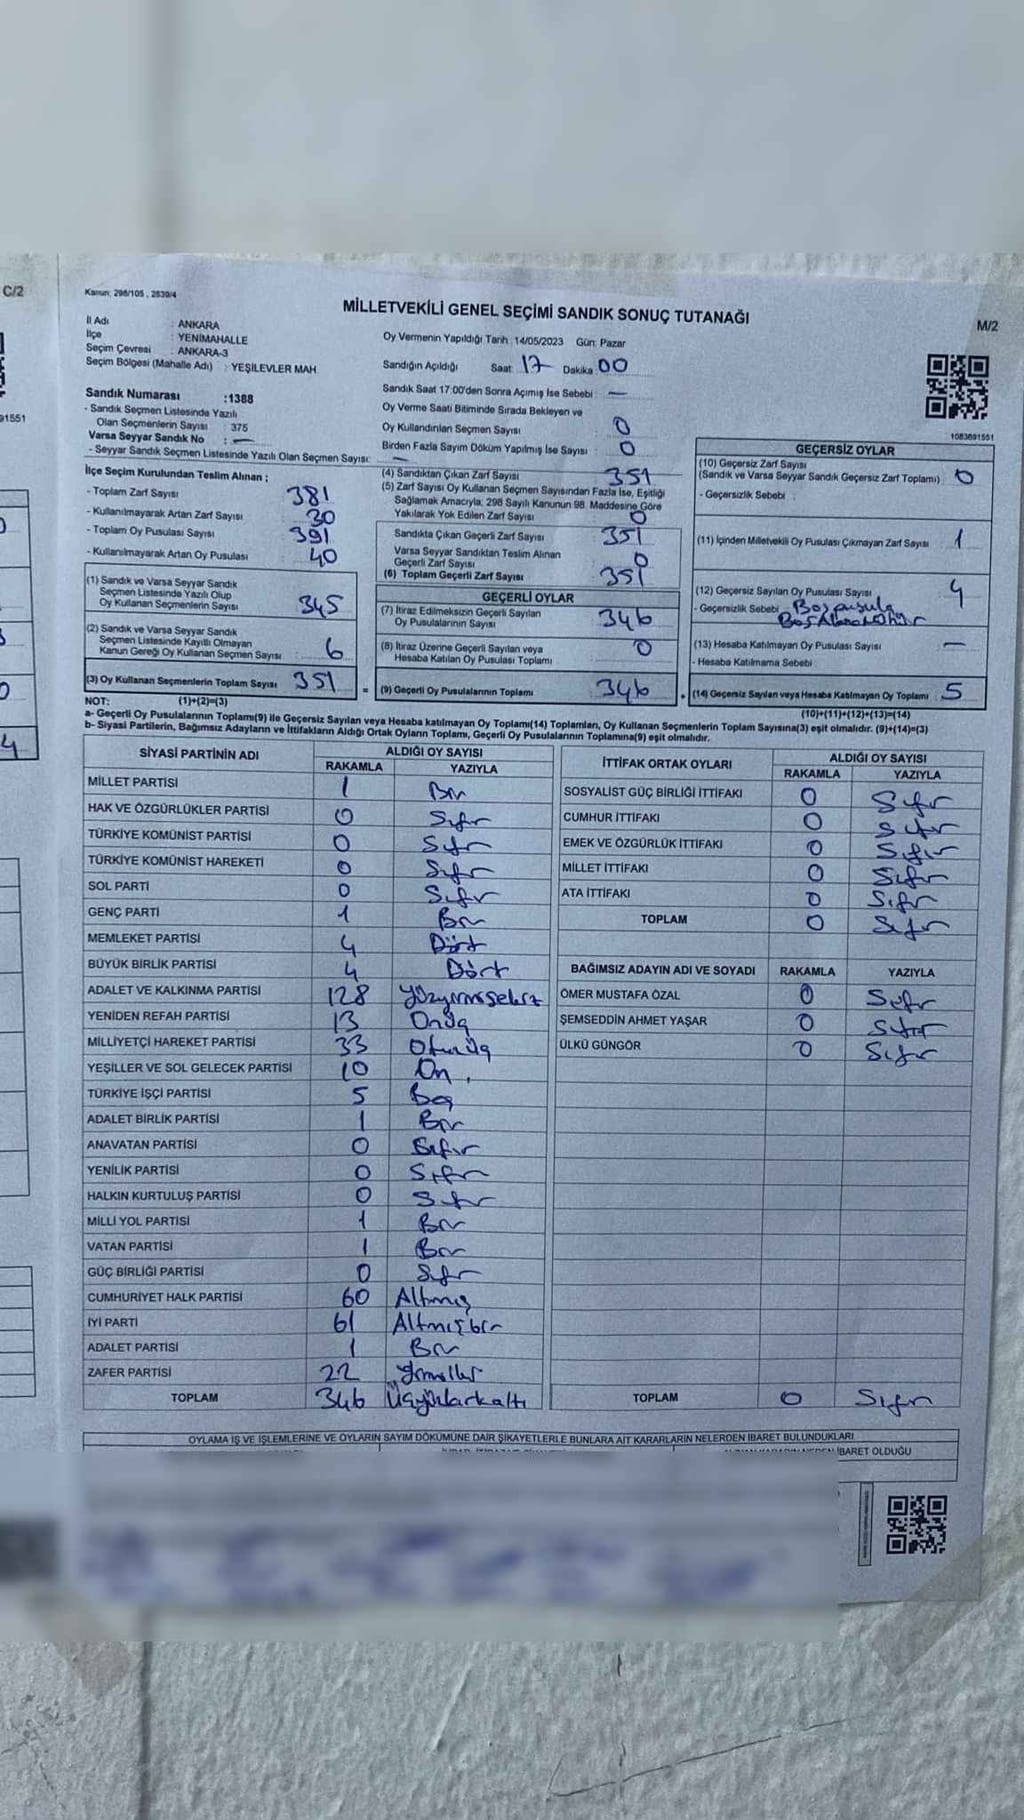 C/2
91551
4
Kanun: 298/105 , 2839/4
MİLLETVEKİLİ GENEL SEÇİMİ SANDIK SONUÇ TUTANAĞI
M/2
İl Adı : ANKARA
İlçe : YENİMAHALLE
Seçim Çevresi : ANKARA-3
Seçim Bölgesi (Mahalle Adı) : YEŞİLEVLER MAH.
Oy Vermenin Yapıldığı Tarih : 14/05/2023 Gün: Pazar
Sandığın Açıldığı Saat: 17 Dakika 00
Sandık Saat 17:00'den Sonra Açımış İse Sebebi : —
Oy Verme Saati Bitiminde Sırada Bekleyen ve
Oy Kullandırılan Seçmen Sayısı : 0
Birden Fazla Sayım Döküm Yapılmış İse Sayısı : 0
1083691551
Sandık Numarası :1388
- Sandık Seçmen Listesinde Yazılı
Olan Seçmenlerin Sayısı : 375
Varsa Seyyar Sandık No : —
- Seyyar Sandık Seçmen Listesinde Yazılı Olan Seçmen Sayısı: —
İlçe Seçim Kurulundan Teslim Alınan ;
- Toplam Zarf Sayısı 381
- Kullanılmayarak Artan Zarf Sayısı : 30
- Toplam Oy Pusulası Sayısı : 391
- Kullanılmayarak Artan Oy Pusulası : 40
(1) Sandık ve Varsa Seyyar Sandık
Seçmen Listesinde Yazılı Olup
Oy Kullanan Seçmenlerin Sayısı : 345
(2) Sandık ve Varsa Seyyar Sandık
Seçmen Listesinde Kayıtlı Olmayan
Kanun Gereği Oy Kullanan Seçmen Sayısı : 6
(3) Oy Kullanan Seçmenlerin Toplam Sayısı : 351
(4) Sandıktan Çıkan Zarf Sayısı 351
(5) Zarf Sayısı Oy Kullanan Seçmen Sayısından Fazla İse, Eşitliği
Sağlamak Amacıyla; 298 Sayılı Kanunun 98. Maddesine Göre
Yakılarak Yok Edilen Zarf Sayısı : 0
Sandıkta Çıkan Geçerli Zarf Sayısı : 351
Varsa Seyyar Sandıktan Teslim Alınan
Geçerli Zarf Sayısı : 0
(6) Toplam Geçerli Zarf Sayısı : 351
GEÇERLİ OYLAR
(7) İtiraz Edilmeksizin Geçerli Sayılan
Oy Pusulalarının Sayısı : 346
(8) İtiraz Üzerine Geçerli Sayılan veya
Hesaba Katılan Oy Pusulası Toplamı : 0
= (9) Geçerli Oy Pusulalarının Toplamı : 346
GEÇERSİZ OYLAR
(10) Geçersiz Zarf Sayısı
(Sandık ve Varsa Seyyar Sandık Geçersiz Zarf Toplamı) : 0
- Geçersizlik Sebebi :
(11) İçinden Milletvekili Oy Pusulası Çıkmayan Zarf Sayısı : 1
(12) Geçersiz Sayılan Oy Pusulası Sayısı : 4
- Geçersizlik Sebebi : Boş pusula
(13) Hesaba Katılmayan Oy Pusulası Sayısı : —
- Hesaba Katılmama Sebebi
(14) Geçersiz Sayılan veya Hesaba Katılmayan Oy Toplamı : 5
NOT: (1)+(2)=(3)
(10)+(11)+(12)+(13)=(14)
a- Geçerli Oy Pusulalarının Toplamı(9) ile Geçersiz Sayılan veya Hesaba katılmayan Oy Toplamı(14) Toplamları, Oy Kullanan Seçmenlerin Toplam Sayısına(3) eşit olmalıdır. (9)+(14)=(3)
b- Siyasi Partilerin, Bağımsız Adayların ve İttifakların Aldığı Ortak Oyların Toplamı, Geçerli Oy Pusulalarının Toplamına(9) eşit olmalıdır.
SİYASİ PARTİNİN ADI ALDIĞI OY SAYISI
RAKAMLA YAZIYLA
MİLLET PARTİSİ 1 Bir
HAK VE ÖZGÜRLÜKLER PARTİSİ 0 Sıfır
TÜRKİYE KOMÜNİST PARTİSİ 0 Sıfır
TÜRKİYE KOMÜNİST HAREKETİ 0 Sıfır
SOL PARTİ 0 Sıfır
GENÇ PARTİ 1 Bir
MEMLEKET PARTİSİ 4 Dört
BÜYÜK BİRLİK PARTİSİ 4 Dört
ADALET VE KALKINMA PARTİSİ 128 Yüzyirmisekiz
YENİDEN REFAH PARTİSİ 13 Onüç
MİLLİYETÇİ HAREKET PARTİSİ 33 Otuzüç
YEŞİLLER VE SOL GELECEK PARTİSİ 10 On
TÜRKİYE İŞÇİ PARTİSİ 5 Beş
ADALET BİRLİK PARTİSİ 1 Bir
ANAVATAN PARTİSİ 0 Sıfır
YENİLİK PARTİSİ 0 Sıfır
HALKIN KURTULUŞ PARTİSİ 0 Sıfır
MİLLİ YOL PARTİSİ 1 Bir
VATAN PARTİSİ 1 Bir
GÜÇ BİRLİĞİ PARTİSİ 0 Sıfır
CUMHURİYET HALK PARTİSİ 60 Altmış
İYİ PARTİ 61 Altmışbir
ADALET PARTİSİ 1 Bir
ZAFER PARTİSİ 22 Yirmiiki
TOPLAM 346 Üçyüzkırkaltı
İTTİFAK ORTAK OYLARI ALDIĞI OY SAYISI
RAKAMLA YAZIYLA
SOSYALİST GÜÇ BİRLİĞİ İTTİFAKI 0 Sıfır
CUMHUR İTTİFAKI 0 Sıfır
EMEK VE ÖZGÜRLÜK İTTİFAKI 0 Sıfır
MİLLET İTTİFAKI 0 Sıfır
ATA İTTİFAKI 0 Sıfır
TOPLAM 0 Sıfır
BAĞIMSIZ ADAYIN ADI VE SOYADI RAKAMLA YAZIYLA
ÖMER MUSTAFA ÖZAL 0 Sıfır
ŞEMSEDDİN AHMET YAŞAR 0 Sıfır
ÜLKÜ GÜNGÖR 0 Sıfır
TOPLAM 0 Sıfır
OYLAMA İŞ VE İŞLEMLERİNE VE OYLARIN SAYIM DÖKÜMÜNE DAİR ŞİKAYETLERLE BUNLARA AİT KARARLARIN NELERDEN İBARET BULUNDUKLARI
İBARET OLDUĞU